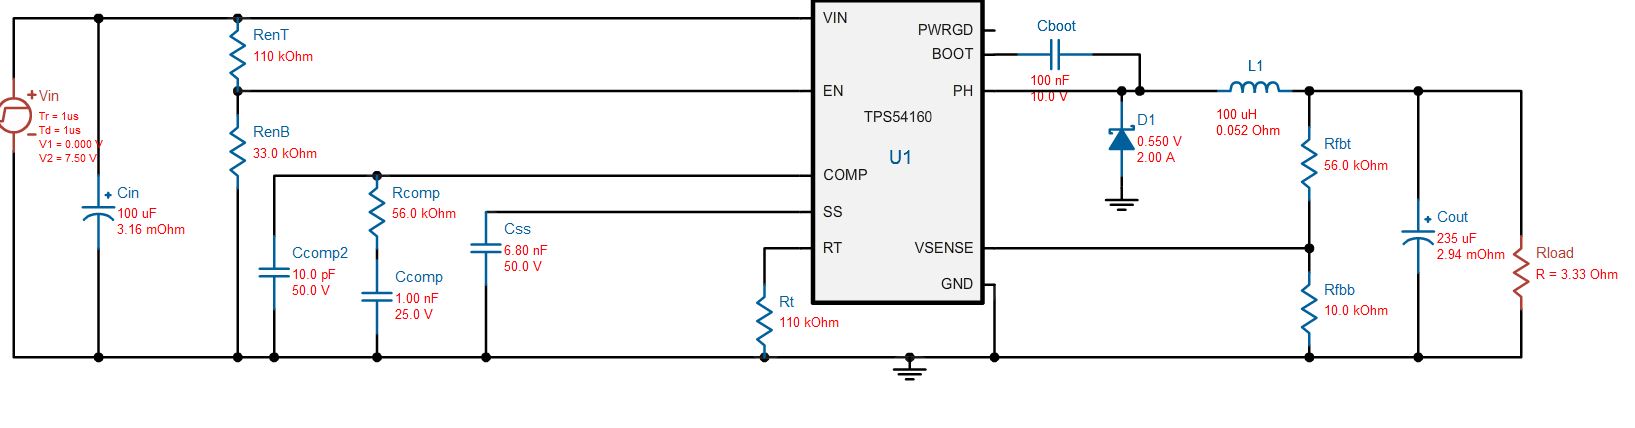 Vin
Tr = 1us
Td = 1us
V1 = 0.000 V
V2 = 7.50 V
Cin
100 uF
3.16 mOhm
RenT
110 kOhm
RenB
33.0 kOhm
Ccomp2
10.0 pF
50.0 V
Rcomp
56.0 kOhm
Ccomp
1.00 nF
25.0 V
Css
6.80 nF
50.0 V
Rt
110 kOhm
VIN
EN
COMP
SS
RT
TPS54160
U1
PWRGD
BOOT
PH
VSENSE
GND
Cboot
100 nF
10.0 V
D1
0.550 V
2.00 A
L1
100 uH
0.052 Ohm
Rfbt
56.0 kOhm
Rfbb
10.0 kOhm
Cout
235 uF
2.94 mOhm
Rload
R = 3.33 Ohm